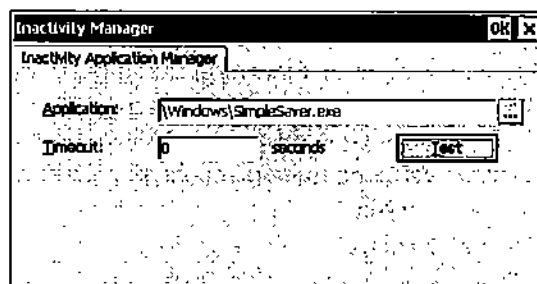 Inactivity Manager OK ×
Inactivity Application Manager
Application: \Windows\SimpleSaver.exe ...
Timeout: 0 seconds Test